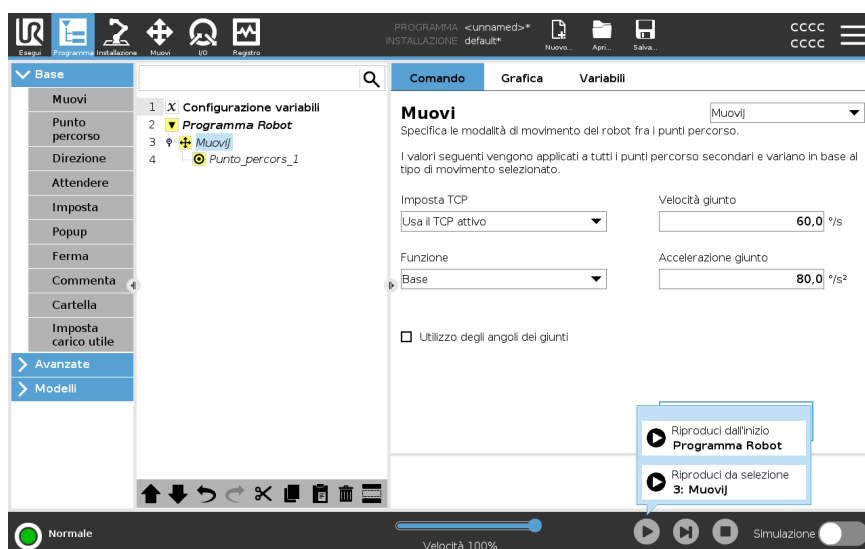 UR
Esegui
Programma
Installazione
Muovi
I/O
Registro
PROGRAMMA <unnamed>*
INSTALLAZIONE default*
Nuovo...
Apri...
Salva...
CCCC
CCCC
Base
Muovi
Punto
percorso
Direzione
Attendere
Imposta
Popup
Ferma
Commenta
Cartella
Imposta
carico utile
Avanzate
Modelli
1 X Configurazione variabili
2 Programma Robot
3 MuoviJ
4 Punto_percors_1
Comando
Grafica
Variabili
Muovi
MuoviJ
Specifica le modalità di movimento del robot fra i punti percorso.
I valori seguenti vengono applicati a tutti i punti percorso secondari e variano in base al
tipo di movimento selezionato.
Imposta TCP
Velocità giunto
Usa il TCP attivo
60,0 °/s
Funzione
Accelerazione giunto
Base
80,0 °/s²
Utilizzo degli angoli dei giunti
Riproduci dall'inizio
Programma Robot
Riproduci da selezione
3: MuoviJ
Normale
Velocità 100%
Simulazione